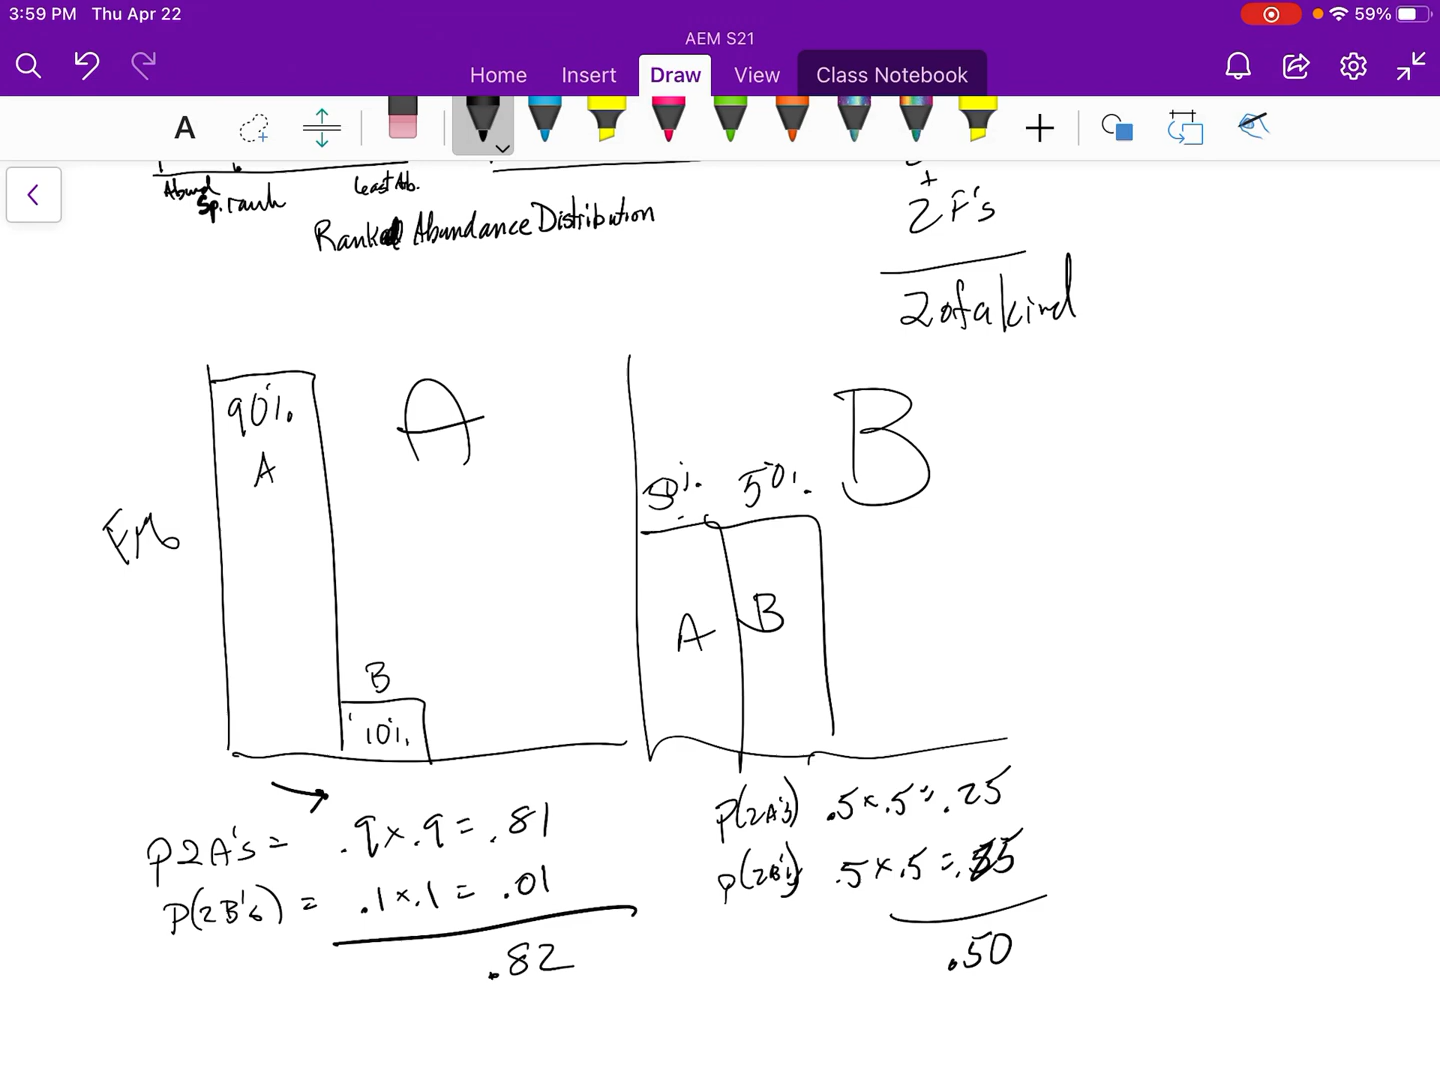 3:59 PM Thu Apr 22
59%
AEM S21
Home Insert Draw View Class Notebook
A
Abund Least Ab.
Sp. rank
Ranked Abundance Distribution
+
2 F's
2 of a kind
90%
A
A
B
10%
50% 50%
B
A B
P2A's = .9 x .9 = .81
P(2B's) = .1 x .1 = .01
.82
P(2A's) .5 x .5 = .25
P(2B's) .5 x .5 = .25
.50